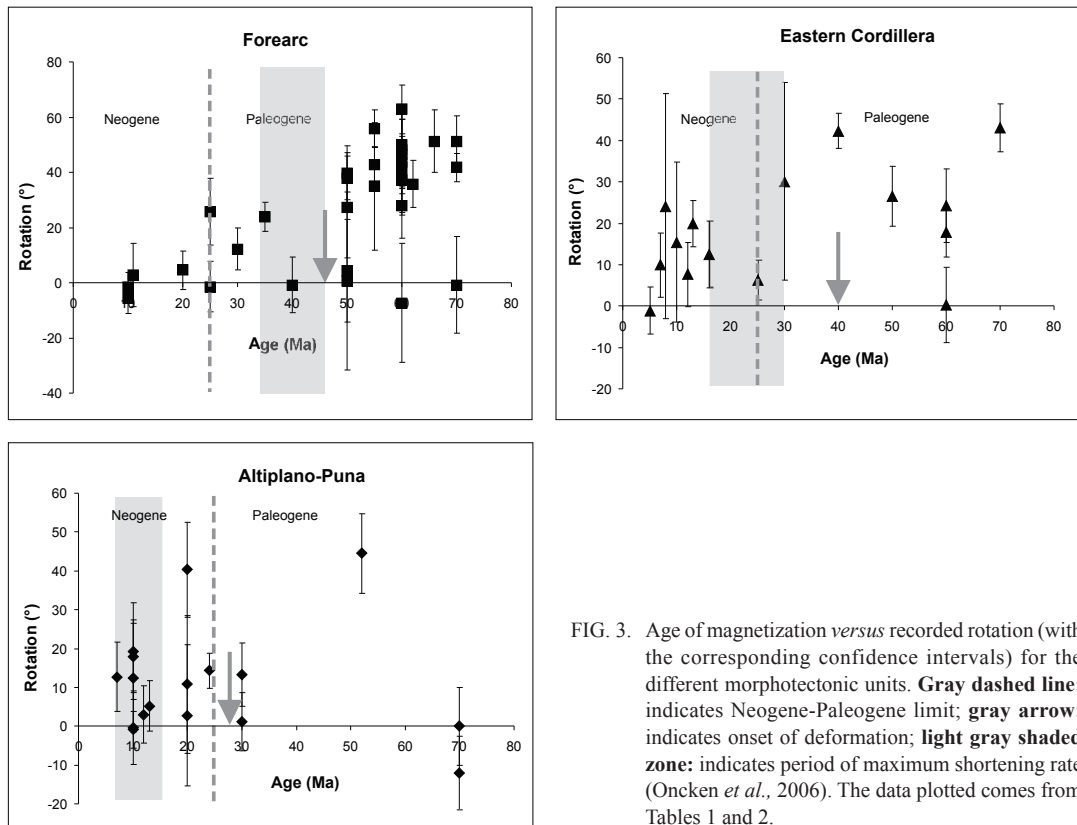 Forearc
80
60
40
20
0
-20
-40
0 10 20 30 40 50 60 70 80
Rotation (°)
Age (Ma)
Neogene
Paleogene
Eastern Cordillera
60
50
40
30
20
10
0
-10
-20
0 10 20 30 40 50 60 70 80
Rotation (°)
Age (Ma)
Neogene
Paleogene
Altiplano-Puna
60
50
40
30
20
10
0
-10
-20
0 10 20 30 40 50 60 70 80
Rotation (°)
Age (Ma)
Neogene
Paleogene
FIG. 3. Age of magnetization versus recorded rotation (with
the corresponding confidence intervals) for the
different morphotectonic units. Gray dashed line:
indicates Neogene-Paleogene limit; gray arrow:
indicates onset of deformation; light gray shaded
zone: indicates period of maximum shortening rate
(Oncken et al., 2006). The data plotted comes from
Tables 1 and 2.